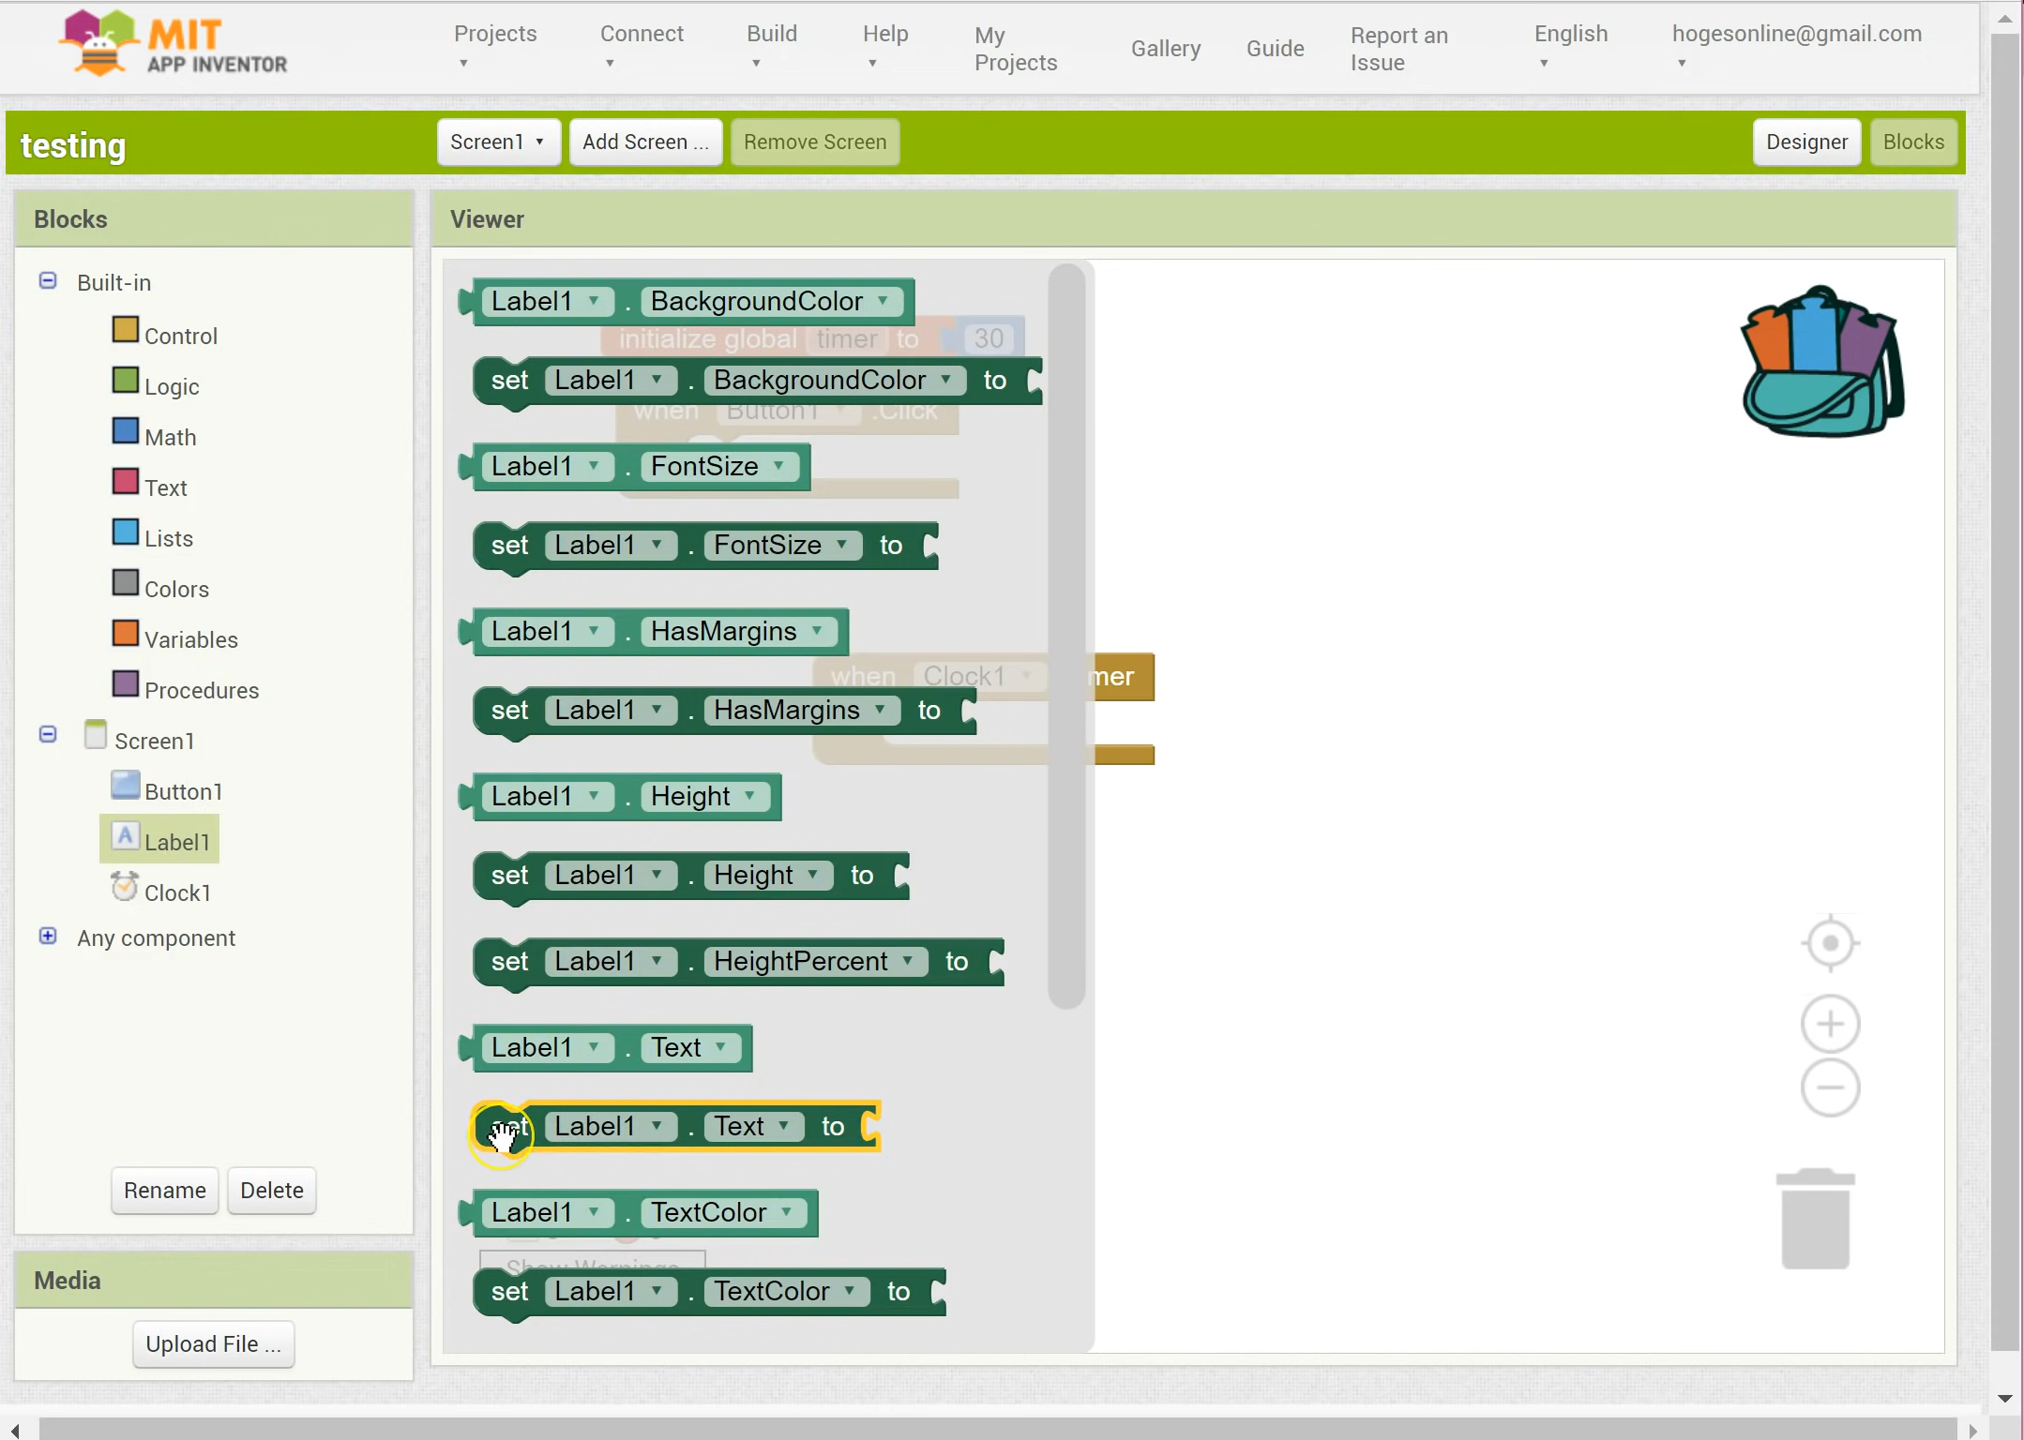 MIT
APP INVENTOR
Projects
Connect
Build
Help
My
Projects
Gallery
Guide
Report an
Issue
English
hogesonline@gmail.com
testing
Screen1
Add Screen ...
Remove Screen
Designer
Blocks
Blocks
Viewer
Built-in
Control
Logic
Math
Text
Lists
Colors
Variables
Procedures
Screen1
Button1
Label1
Clock1
Any component
Rename
Delete
Media
Upload File ...
Label1 . BackgroundColor
initialize global timer to 30
set Label1 . BackgroundColor to
when Button1 .Click
Label1 . FontSize
set Label1 . FontSize to
Label1 . HasMargins
when Clock1 mer
set Label1 . HasMargins to
Label1 . Height
set Label1 . Height to
set Label1 . HeightPercent to
Label1 . Text
set Label1 . Text to
Label1 . TextColor
Show Warnings
set Label1 . TextColor to